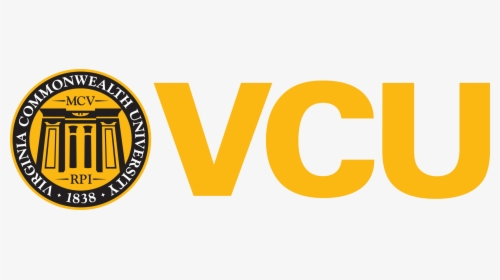 VIRGINIA COMMONWEALTH UNIVERSITY
MCV
RPI
· 1838 ·
VCU